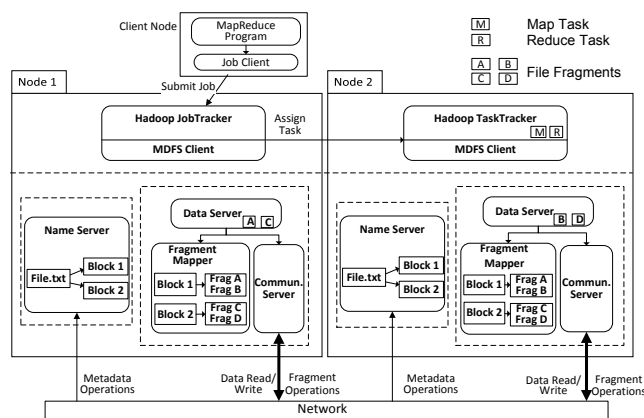 Client Node
MapReduce
Program
Job Client
M Map Task
R Reduce Task
A B
C D
File Fragments
Node 1
Submit Job
Node 2
Hadoop JobTracker
MDFS Client
Assign
Task
Hadoop TaskTracker
M R
MDFS Client
Name Server
File.txt
Block 1
Block 2
Data Server
A C
Fragment
Mapper
Block 1
Frag A
Frag B
Block 2
Frag C
Frag D
Commun.
Server
Name Server
File.txt
Block 1
Block 2
Data Server
B D
Fragment
Mapper
Block 1
Frag A
Frag B
Block 2
Frag C
Frag D
Commun.
Server
Metadata
Operations
Data Read/
Write
Fragment
Operations
Metadata
Operations
Data Read/
Write
Fragment
Operations
Network